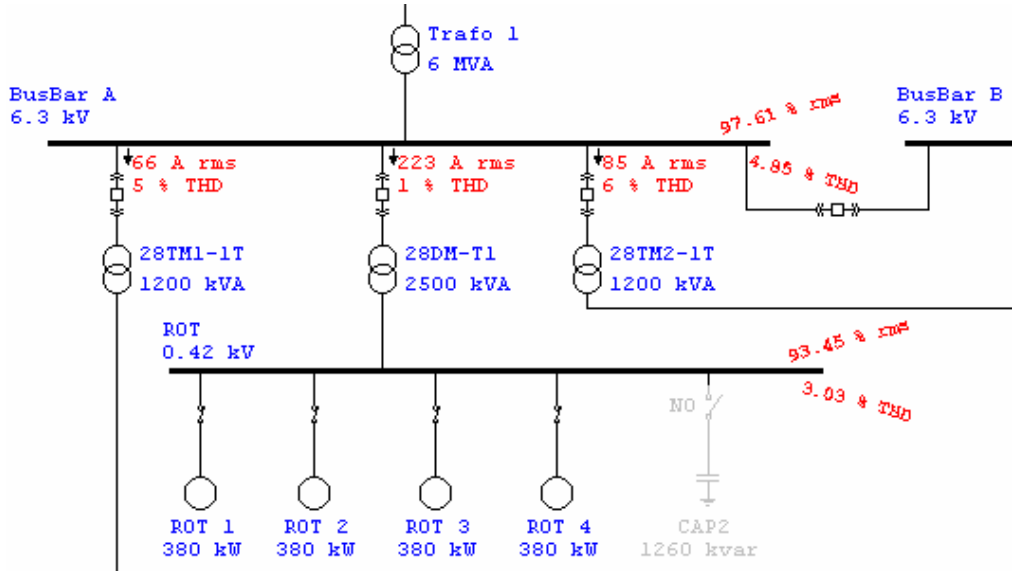 Trafo 1
6 MVA
BusBar A
6.3 kV
97.61 % rms
BusBar B
6.3 kV
66 A rms
5 % THD
223 A rms
1 % THD
85 A rms
6 % THD
4.85 % THD
28TM1-1T
1200 kVA
28DM-T1
2500 kVA
28TM2-1T
1200 kVA
ROT
0.42 kV
93.45 % rms
3.03 % THD
NO
ROT 1
380 kW
ROT 2
380 kW
ROT 3
380 kW
ROT 4
380 kW
CAP2
1260 kvar